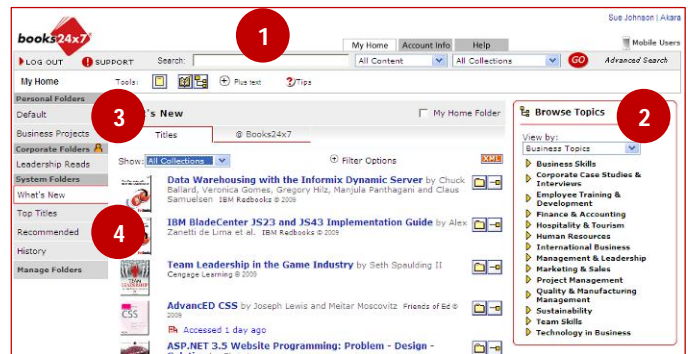 Sue Johnson | Akara
books24x7
1
My Home Account Info Help
Mobile Users
LOG OUT SUPPORT Search: All Content All Collections GO Advanced Search
My Home Tools: Plus text ?/Tips
Personal Folders
Default
Business Projects
Corporate Folders
Leadership Reads
System Folders
What's New
Top Titles
Recommended
History
Manage Folders
3
4
's New My Home Folder
Titles @ Books24x7
Show: All Collections Filter Options XML
Data Warehousing with the Informix Dynamic Server by Chuck
Ballard, Veronica Gomes, Gregory Hilz, Manjula Panthagani and Claus
Samuelsen IBM Redbooks © 2009
IBM BladeCenter JS23 and JS43 Implementation Guide by Alex
Zanetti de Lima et al. IBM Redbooks © 2009
Team Leadership in the Game Industry by Seth Spaulding II
Cengage Learning © 2009
AdvancED CSS by Joseph Lewis and Meitar Moscovitz Friends of Ed ©
2009
CSS
Accessed 1 day ago
ASP.NET 3.5 Website Programming: Problem - Design -
2
Browse Topics
View by:
Business Topics
Business Skills
Corporate Case Studies &
Interviews
Employee Training &
Development
Finance & Accounting
Hospitality & Tourism
Human Resources
International Business
Management & Leadership
Marketing & Sales
Project Management
Quality & Manufacturing
Management
Sustainability
Team Skills
Technology in Business